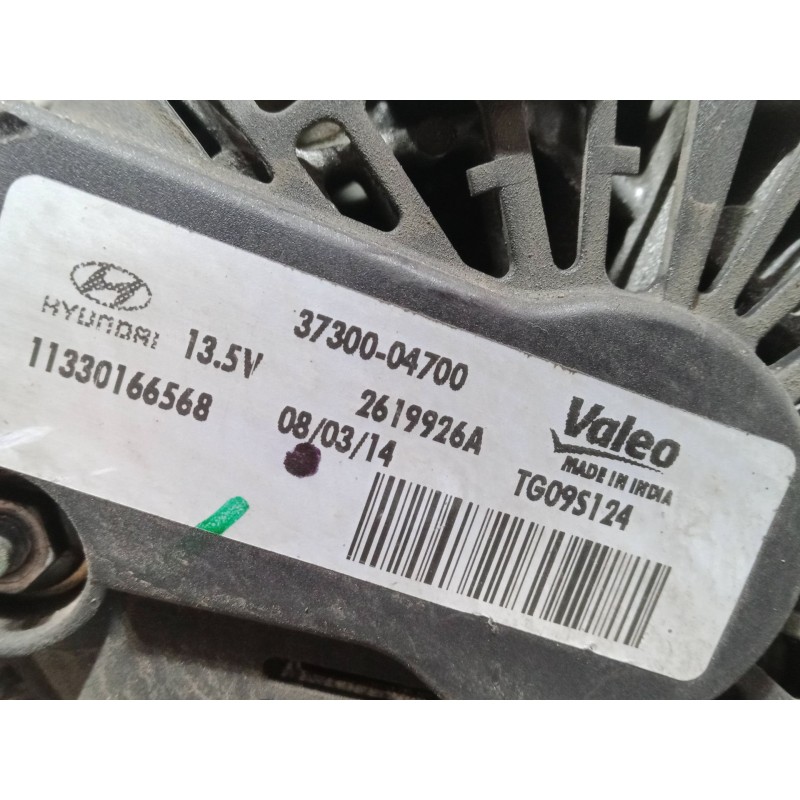 HYUNDAI 13.5V 37300-04700
11330166568 2619926A Valeo
08/03/14 MADE IN INDIA
TG09S124